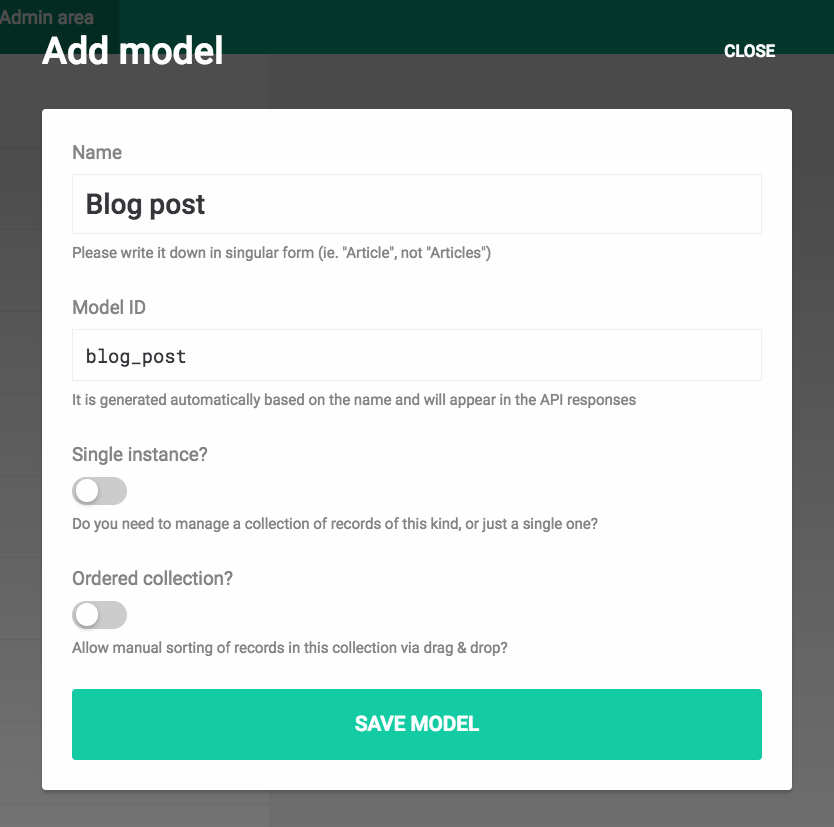 Admin area
Add model
CLOSE
Name
Blog post
Please write it down in singular form (ie. "Article", not "Articles")
Model ID
blog_post
It is generated automatically based on the name and will appear in the API responses
Single instance?
Do you need to manage a collection of records of this kind, or just a single one?
Ordered collection?
Allow manual sorting of records in this collection via drag & drop?
SAVE MODEL